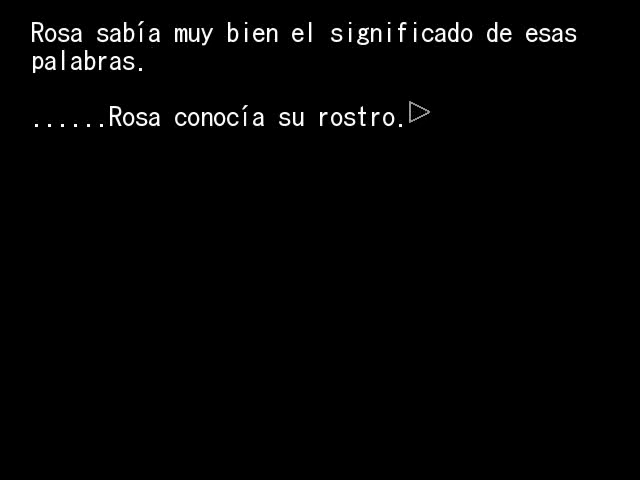 Rosa sabía muy bien el significado de esas
palabras.
......Rosa conocía su rostro.